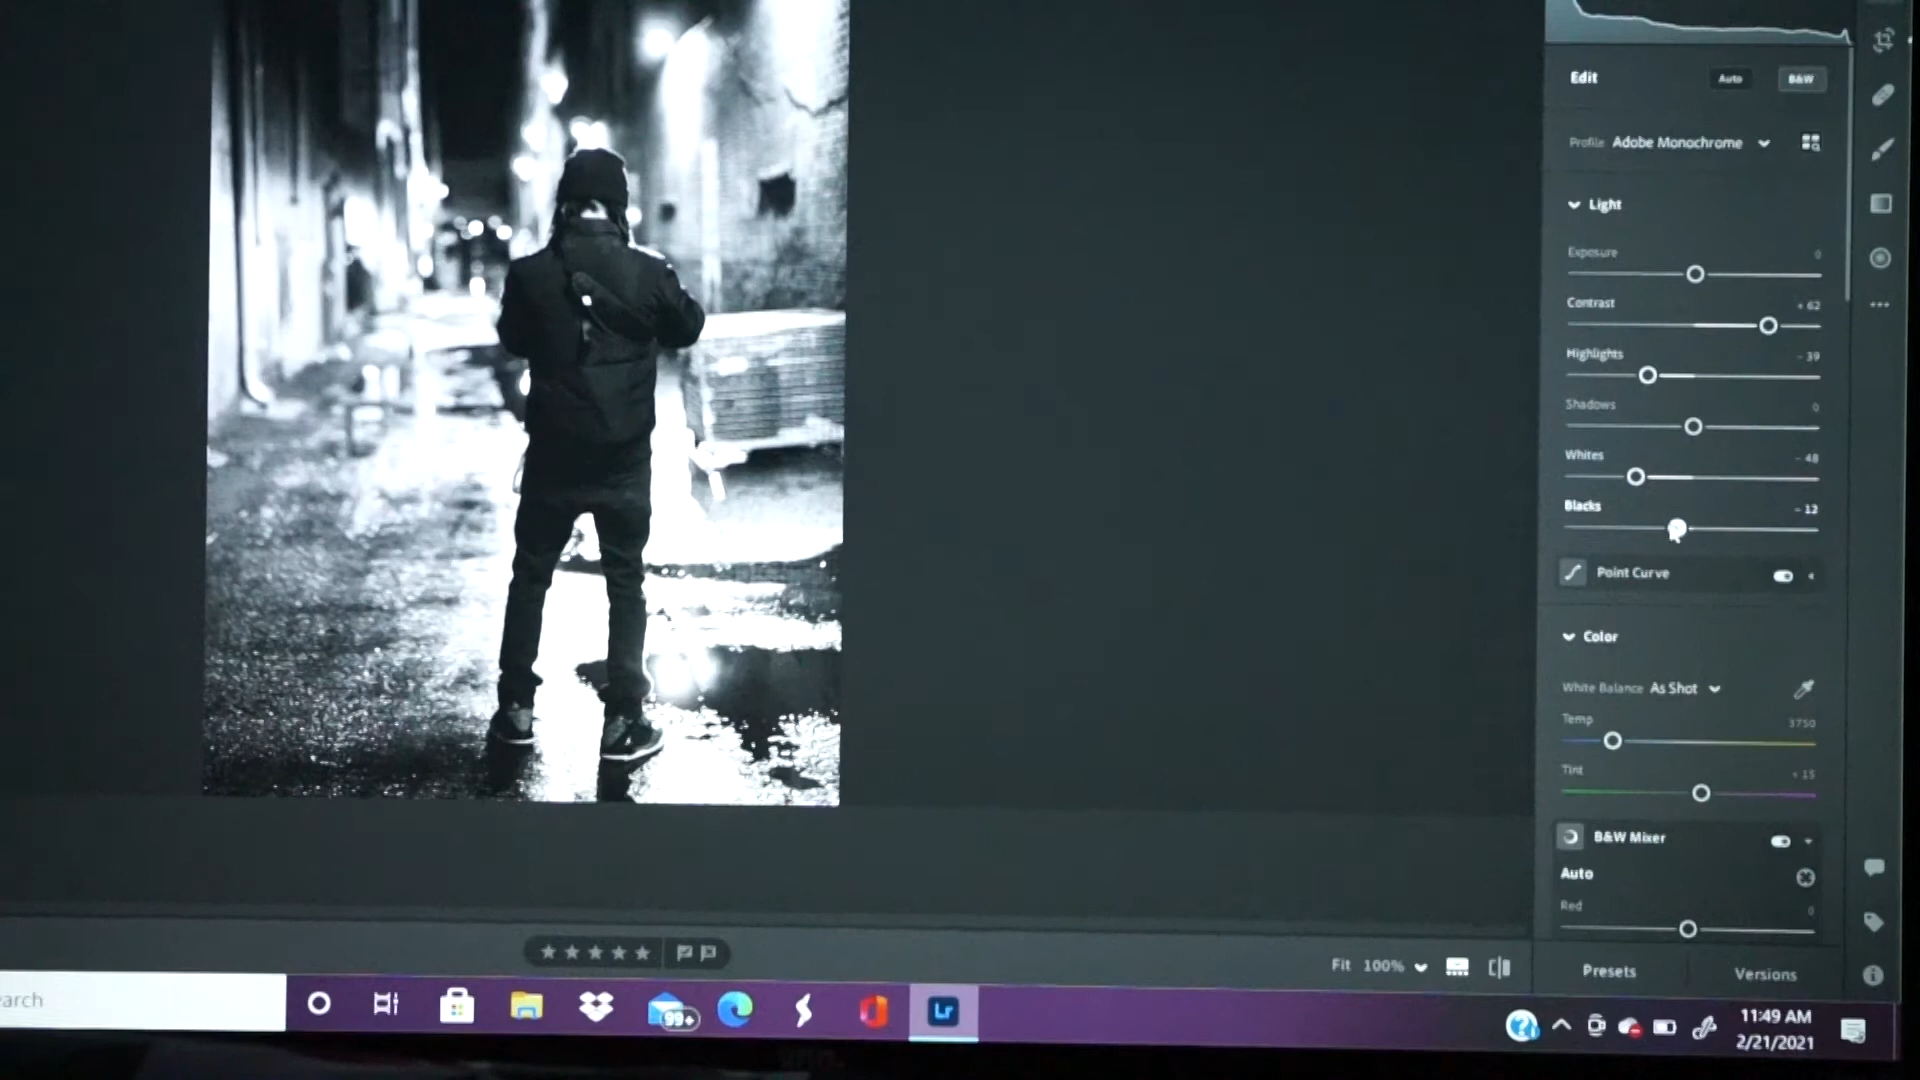 Edit Auto B&W
Profile Adobe Monochrome
Light
Exposure 0
Contrast + 62
Highlights - 39
Shadows 0
Whites - 48
Blacks - 12
Point Curve
Color
White Balance As Shot
Temp 3750
Tint + 15
B&W Mixer
Auto
Red 0
Fit 100%
Presets Versions
earch
99+
Lr
11:49 AM
2/21/2021